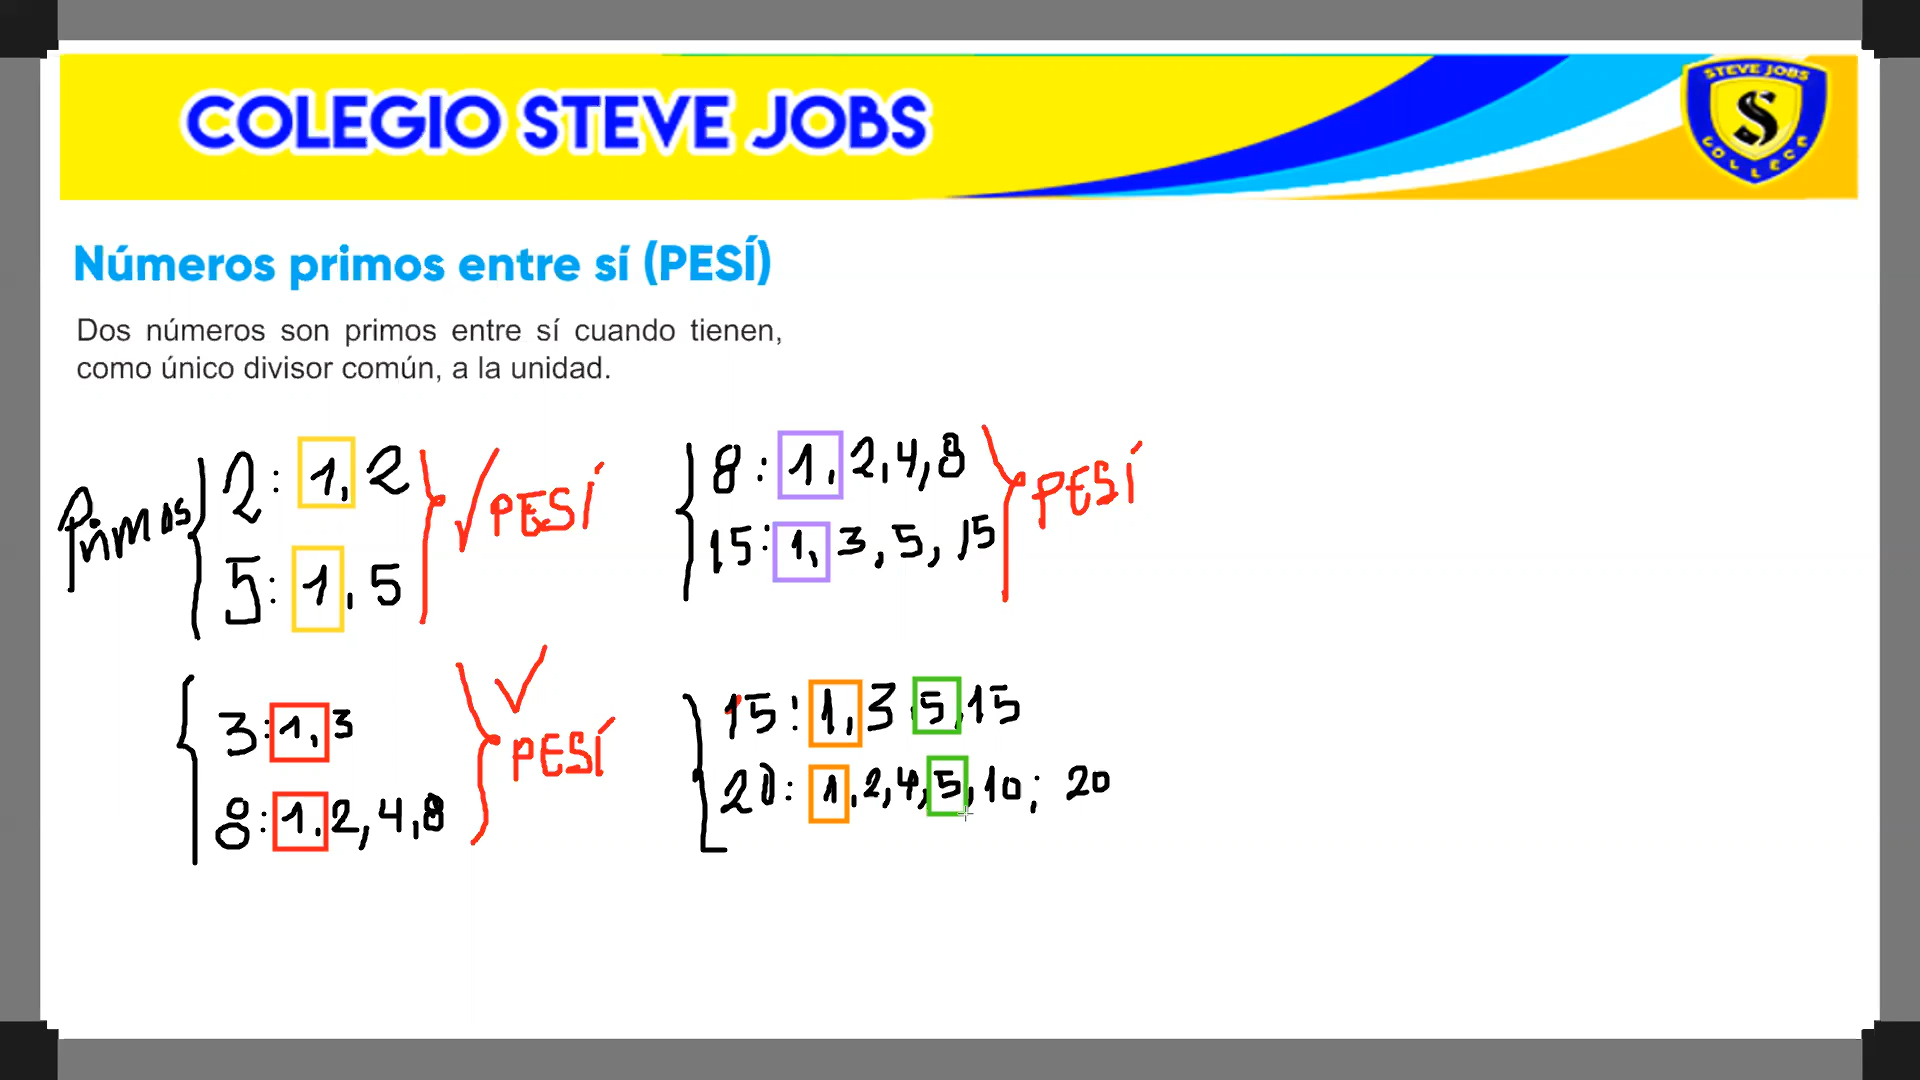 COLEGIO STEVE JOBS
STEVE JOBS
S
COLLEGE
Números primos entre sí (PESÍ)
Dos números son primos entre sí cuando tienen,
como único divisor común, a la unidad.
Primos
2: 1, 2
5: 1, 5
PESÍ
8: 1, 2, 4, 8
15: 1, 3, 5, 15
PESÍ
3: 1, 3
8: 1, 2, 4, 8
PESÍ
15: 1, 3 5, 15
20: 1, 2, 4, 5, 10; 20